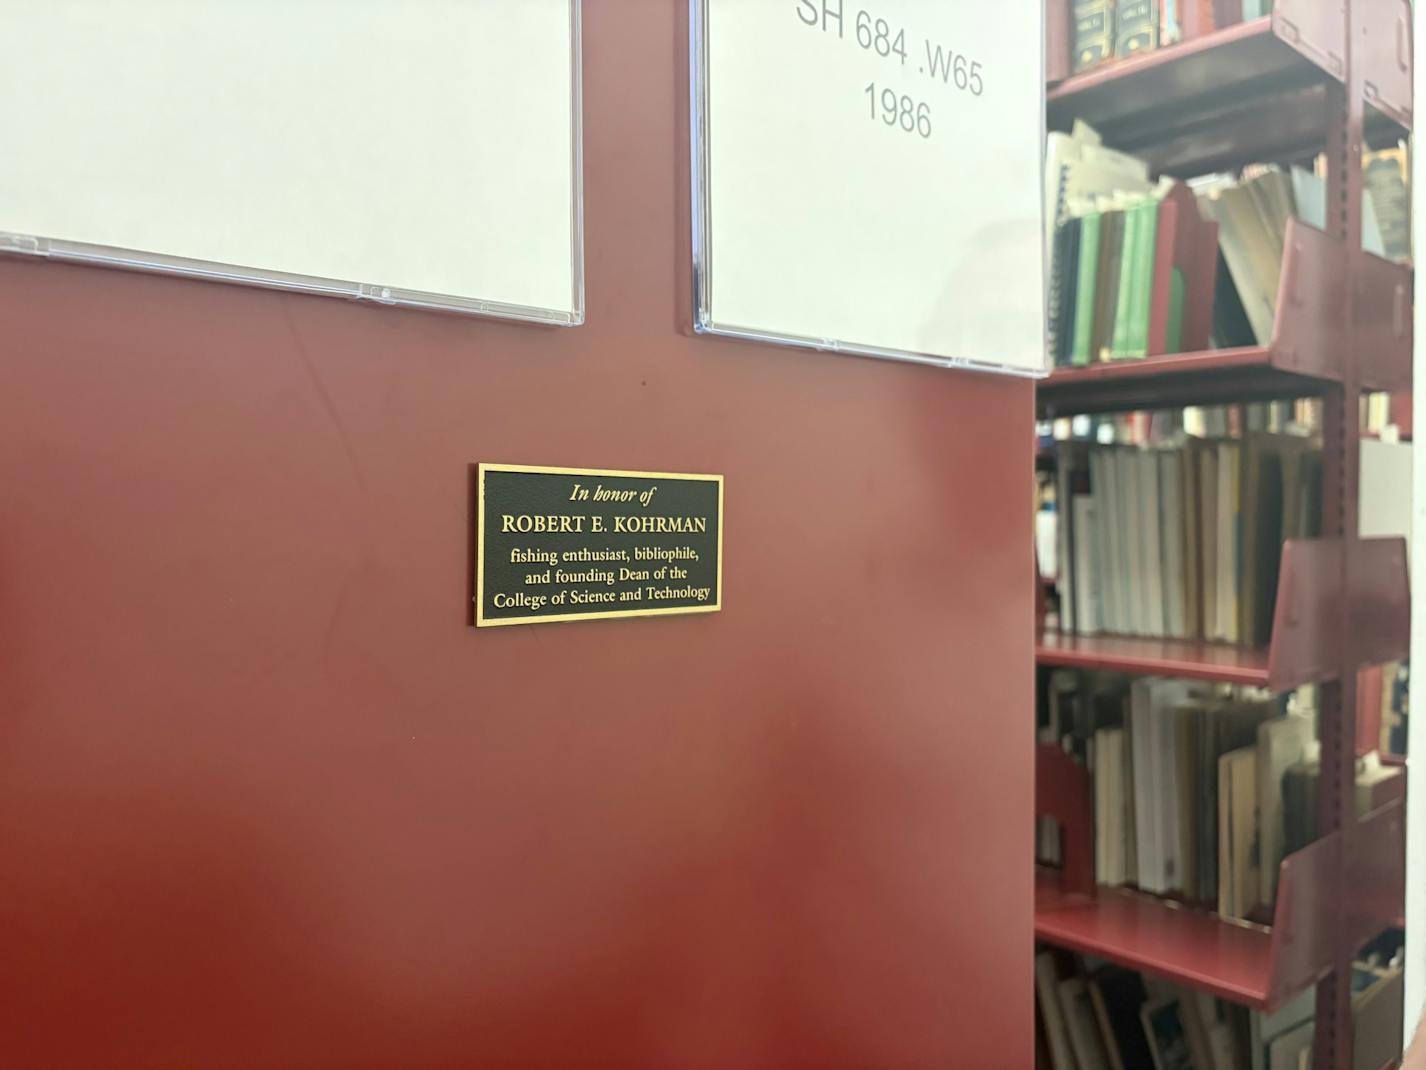 SH 684 .W65
1986
In honor of
ROBERT E. KOHRMAN
fishing enthusiast, bibliophile,
and founding Dean of the
College of Science and Technology